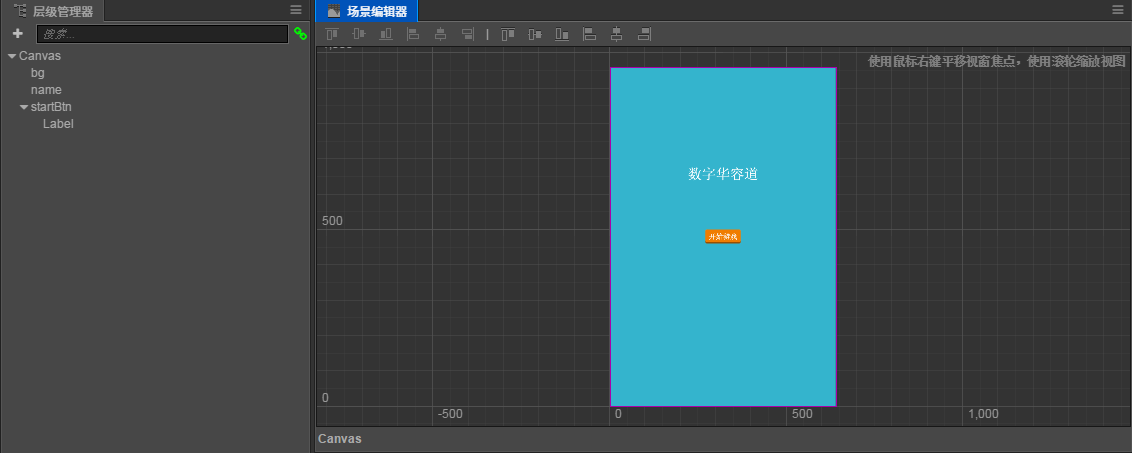 层级管理器
搜索...
Canvas
bg
name
startBtn
Label
场景编辑器
使用鼠标右键平移视窗焦点，使用滚轮缩放视图
数字华容道
开始游戏
500
0
-500
0
500
1,000
Canvas